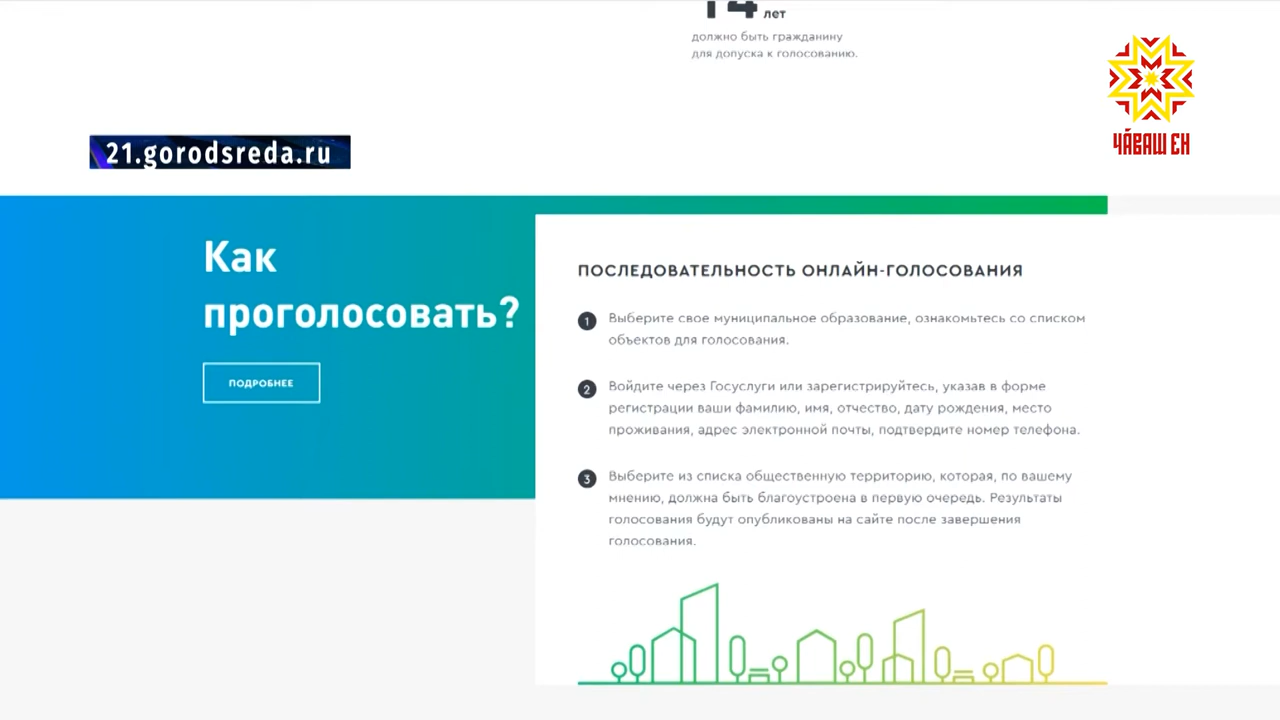 14 лет
должно быть гражданину
для допуска к голосованию.
ЧӐВАШ ЕН
21.gorodsreda.ru
Как
проголосовать?
ПОДРОБНЕЕ
ПОСЛЕДОВАТЕЛЬНОСТЬ ОНЛАЙН-ГОЛОСОВАНИЯ
1 Выберите свое муниципальное образование, ознакомьтесь со списком
объектов для голосования.
2 Войдите через Госуслуги или зарегистрируйтесь, указав в форме
регистрации ваши фамилию, имя, отчество, дату рождения, место
проживания, адрес электронной почты, подтвердите номер телефона.
3 Выберите из списка общественную территорию, которая, по вашему
мнению, должна быть благоустроена в первую очередь. Результаты
голосования будут опубликованы на сайте после завершения
голосования.